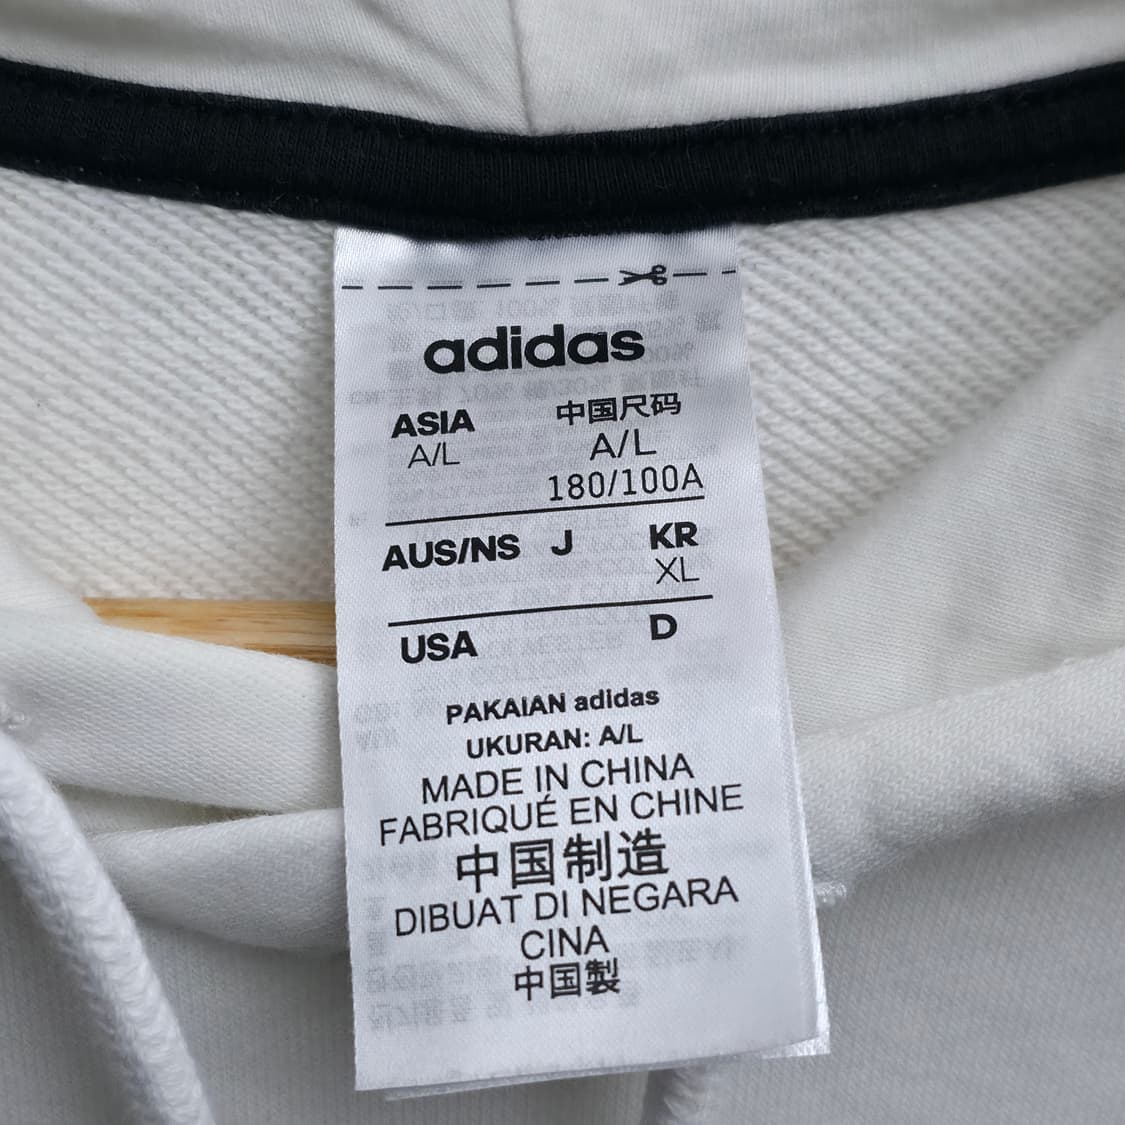 adidas
ASIA 中国尺码
A/L A/L
180/100A
AUS/NS J KR
XL
USA D
PAKAIAN adidas
UKURAN: A/L
MADE IN CHINA
FABRIQUÉ EN CHINE
中国制造
DIBUAT DI NEGARA
CINA
中国製